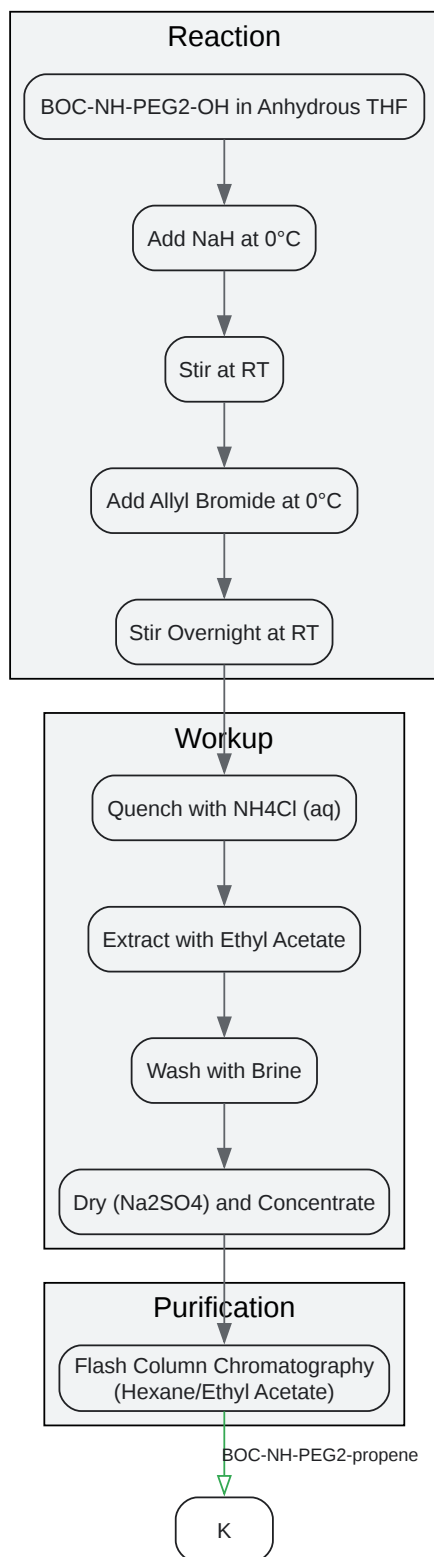 Reaction
BOC-NH-PEG2-OH in Anhydrous THF
Add NaH at 0°C
Stir at RT
Add Allyl Bromide at 0°C
Stir Overnight at RT
Workup
Quench with NH4Cl (aq)
Extract with Ethyl Acetate
Wash with Brine
Dry (Na2SO4) and Concentrate
Purification
Flash Column Chromatography
(Hexane/Ethyl Acetate)
BOC-NH-PEG2-propene
K